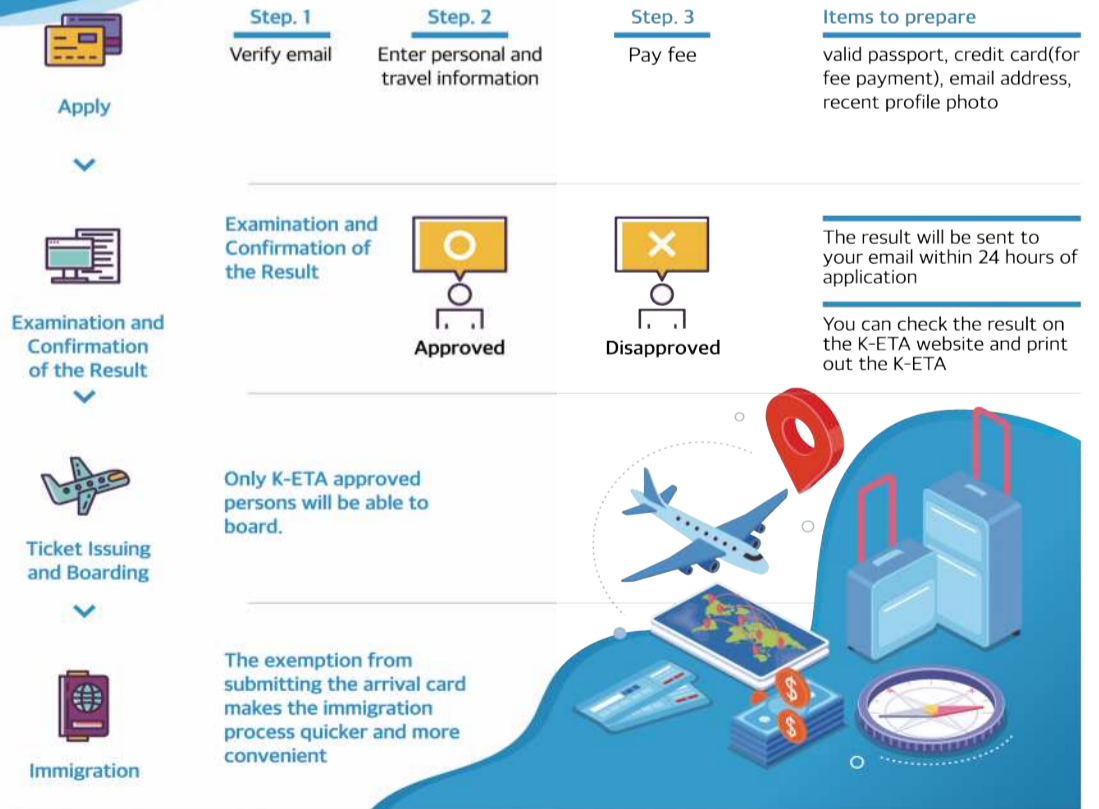 Apply
Step. 1
Verify email
Step. 2
Enter personal and
travel information
Step. 3
Pay fee
Items to prepare
valid passport, credit card(for
fee payment), email address,
recent profile photo
Examination and
Confirmation
of the Result
Examination and
Confirmation of
the Result
Approved
Disapproved
The result will be sent to
your email within 24 hours of
application
You can check the result on
the K-ETA website and print
out the K-ETA
Ticket Issuing
and Boarding
Only K-ETA approved
persons will be able to
board.
Immigration
The exemption from
submitting the arrival card
makes the immigration
process quicker and more
convenient
$
$